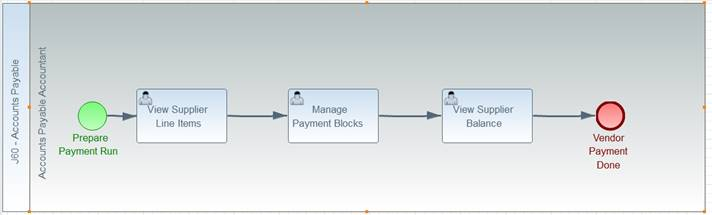 J60 - Accounts Payable
Accounts Payable Accountant
Prepare
Payment Run
View Supplier
Line Items
Manage
Payment Blocks
View Supplier
Balance
Vendor
Payment
Done